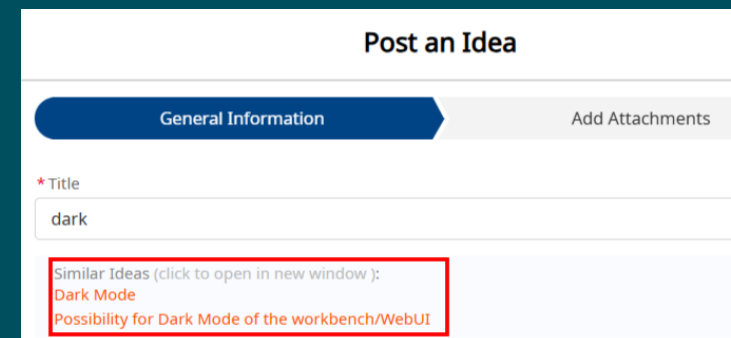 Post an Idea
General Information
Add Attachments
* Title
dark
Similar Ideas (click to open in new window ):
Dark Mode
Possibility for Dark Mode of the workbench/WebUI